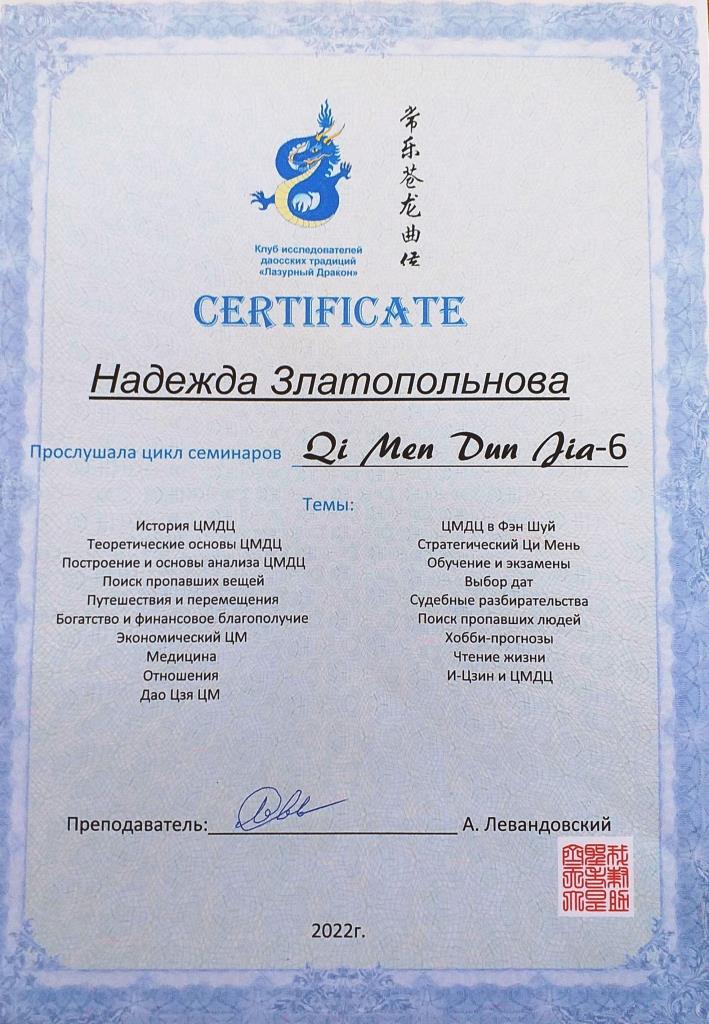 常乐苍龙曲
Клуб исследователей
даосских традиций
«Лазурный Дракон»
CERTIFICATE
Надежда Златопольнова
Прослушала цикл семинаров Qi Men Dun Jia-6
Темы:
История ЦМДЦ
Теоретические основы ЦМДЦ
Построение и основы анализа ЦМДЦ
Поиск пропавших вещей
Путешествия и перемещения
Богатство и финансовое благополучие
Экономический ЦМ
Медицина
Отношения
Дао Цзя ЦМ
ЦМДЦ в Фэн Шуй
Стратегический Ци Мень
Обучение и экзамены
Выбор дат
Судебные разбирательства
Поиск пропавших людей
Хобби-прогнозы
Чтение жизни
И-Цзин и ЦМДЦ
Преподаватель: А. Левандовский
2022г.